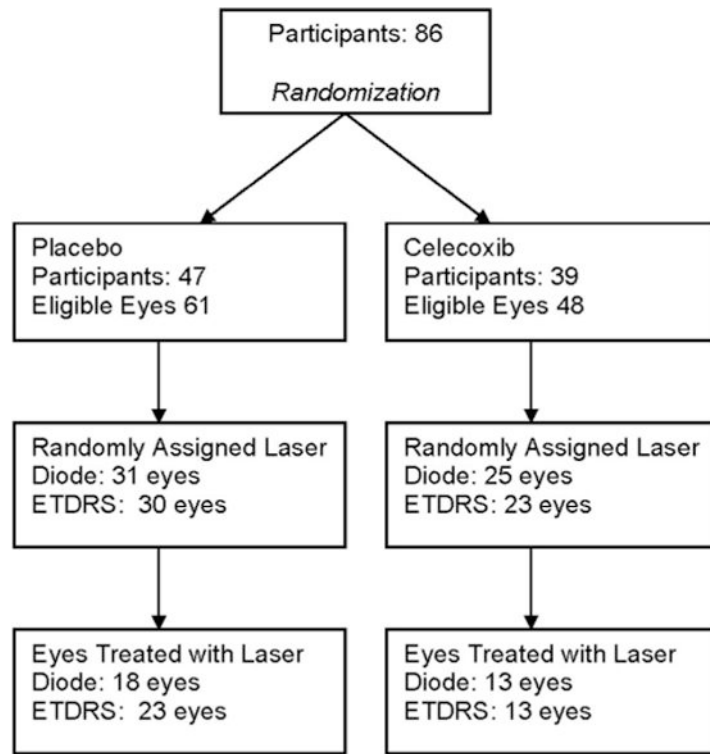 Participants: 86
Randomization
Placebo
Participants: 47
Eligible Eyes 61
Celecoxib
Participants: 39
Eligible Eyes 48
Randomly Assigned Laser
Diode: 31 eyes
ETDRS: 30 eyes
Randomly Assigned Laser
Diode: 25 eyes
ETDRS: 23 eyes
Eyes Treated with Laser
Diode: 18 eyes
ETDRS: 23 eyes
Eyes Treated with Laser
Diode: 13 eyes
ETDRS: 13 eyes